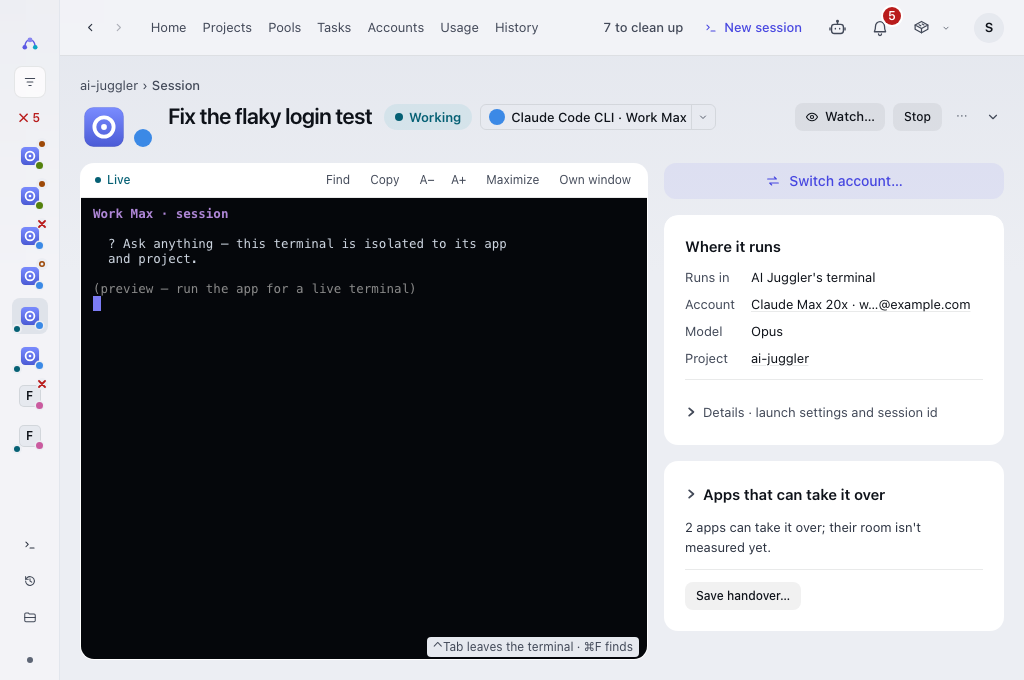 Home Projects Pools Tasks Accounts Usage History 7 to clean up New session 5 S
ai-juggler › Session
5
Fix the flaky login test Working Claude Code CLI · Work Max Watch... Stop
Live Find Copy A− A+ Maximize Own window
Work Max · session
? Ask anything — this terminal is isolated to its app
and project.
(preview — run the app for a live terminal)
^Tab leaves the terminal · ⌘F finds
F
F
Switch account...
Where it runs
Runs in AI Juggler's terminal
Account Claude Max 20x · w...@example.com
Model Opus
Project ai-juggler
Details · launch settings and session id
Apps that can take it over
2 apps can take it over; their room isn't
measured yet.
Save handover...